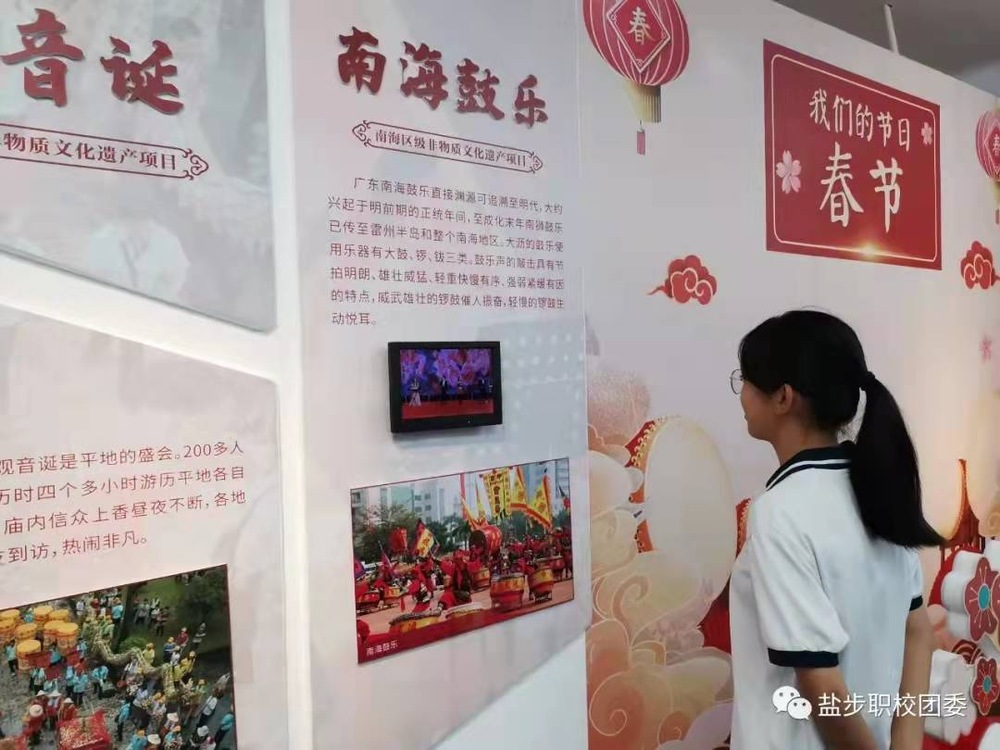 音诞
物质文化遗产项目
观音诞是平地的盛会。200多人
历时四个多小时游历平地各自
庙内信众上香昼夜不断,各地
到访,热闹非凡。
南海鼓乐
南海区级非物质文化遗产项目
广东南海鼓乐直接渊源可追溯至明代,大约
兴起于明前期的正统年间,至成化末年南狮鼓乐
已传至雷州半岛和整个南海地区。大沥的鼓乐使
用乐器有大鼓、锣、钹三类。鼓乐声的敲击具有节
拍明朗、雄壮威猛、轻重快慢有序、强弱紧缓有因
的特点,威武雄壮的锣鼓催人振奋,轻慢的锣鼓生
动悦耳。
南海鼓乐
春
我们的节日
春节
春
盐步职校团委